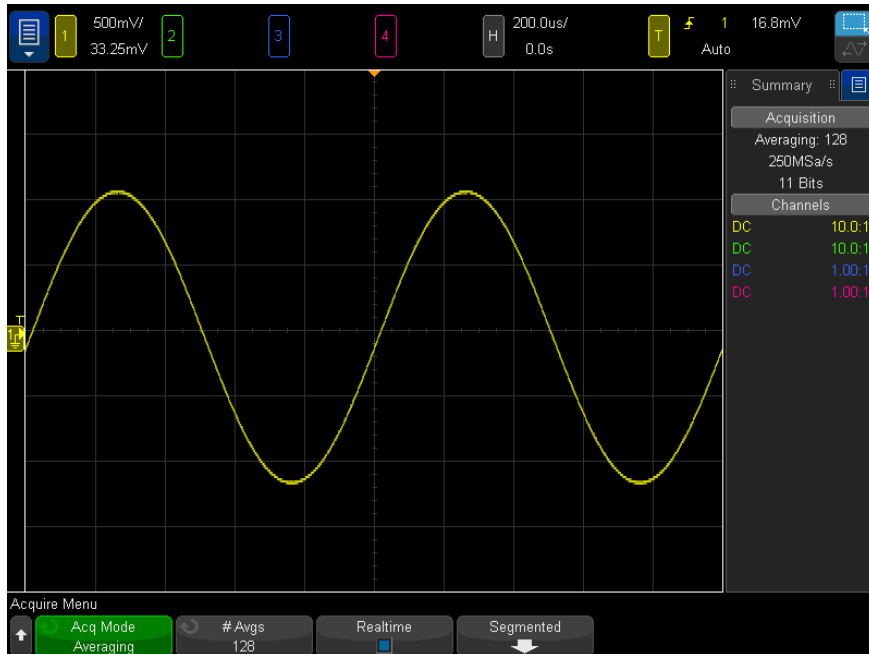 1 500mV/ 2 3 4 H 200.0us/ T 1 16.8mV
33.25mV 0.0s Auto
Summary
Acquisition
Averaging: 128
250MSa/s
11 Bits
Channels
DC 10.0:1
DC 10.0:1
DC 1.00:1
DC 1.00:1
T
1
Acquire Menu
Acq Mode # Avgs Realtime Segmented
Averaging 128